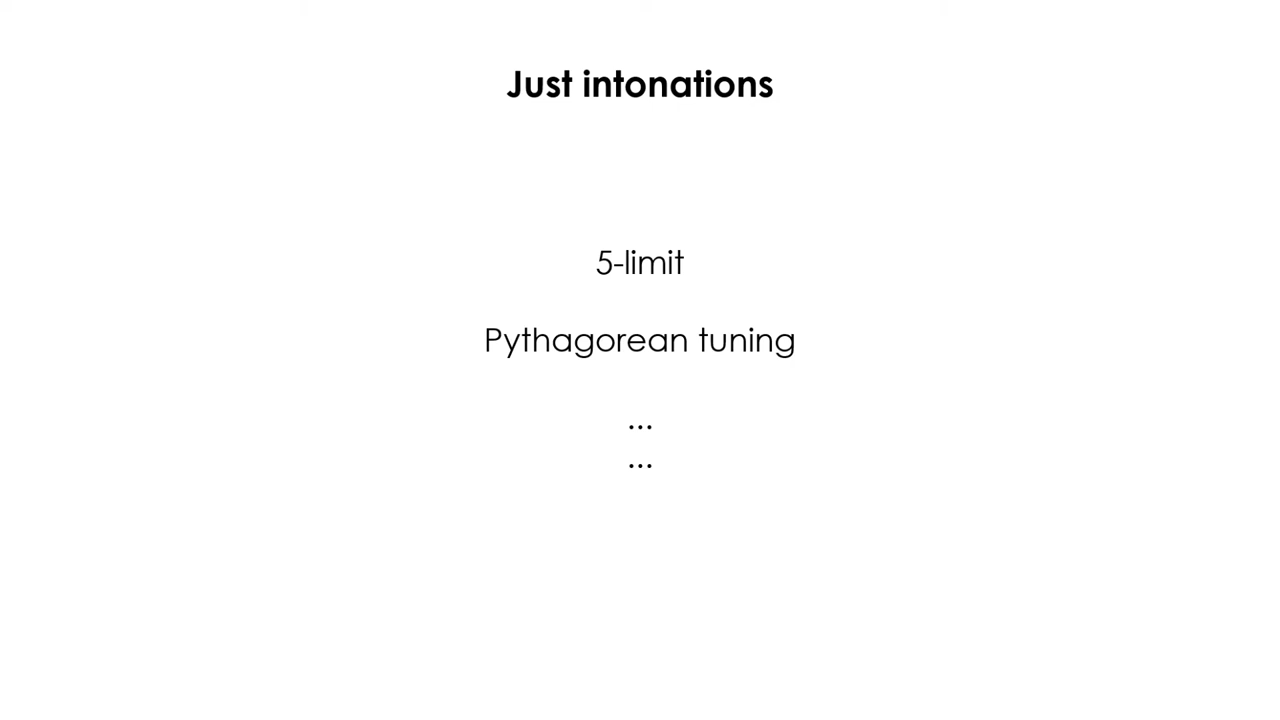 Just intonations
5-limit
Pythagorean tuning
...
...